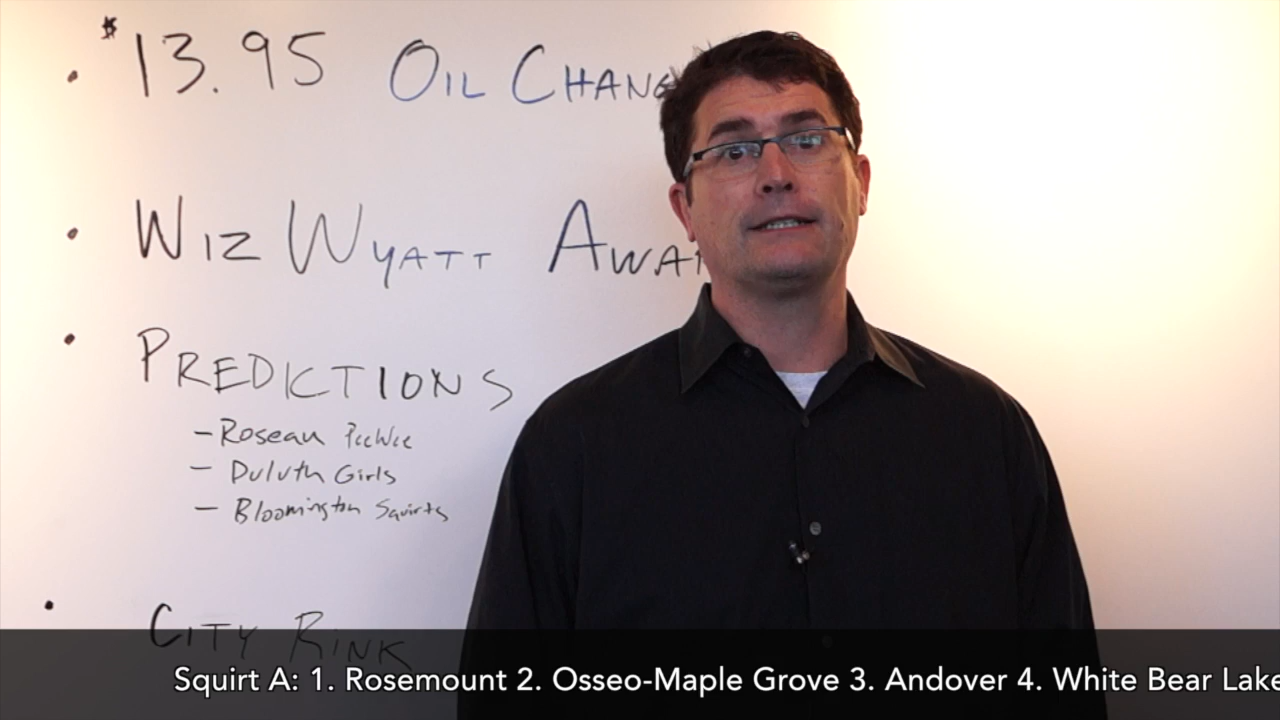 • $13.95 OIL CHANG
• WIZ WYATT AWAR
• PREDICTIONS
- Roseau PeeWee
- Duluth Girls
- Bloomington Squirts
• CITY RINK
Squirt A: 1. Rosemount 2. Osseo-Maple Grove 3. Andover 4. White Bear Lake